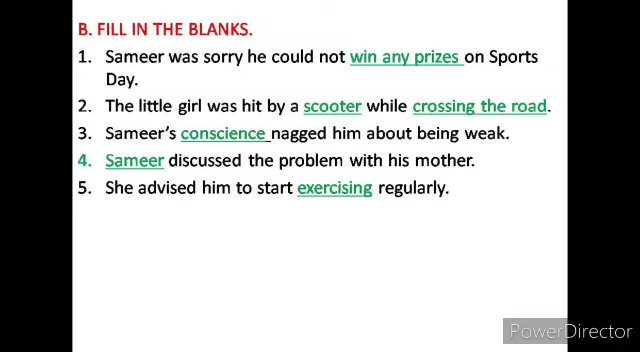 B. FILL IN THE BLANKS.
1. Sameer was sorry he could not win any prizes on Sports
Day.
2. The little girl was hit by a scooter while crossing the road.
3. Sameer's conscience nagged him about being weak.
4. Sameer discussed the problem with his mother.
5. She advised him to start exercising regularly.
PowerDirector